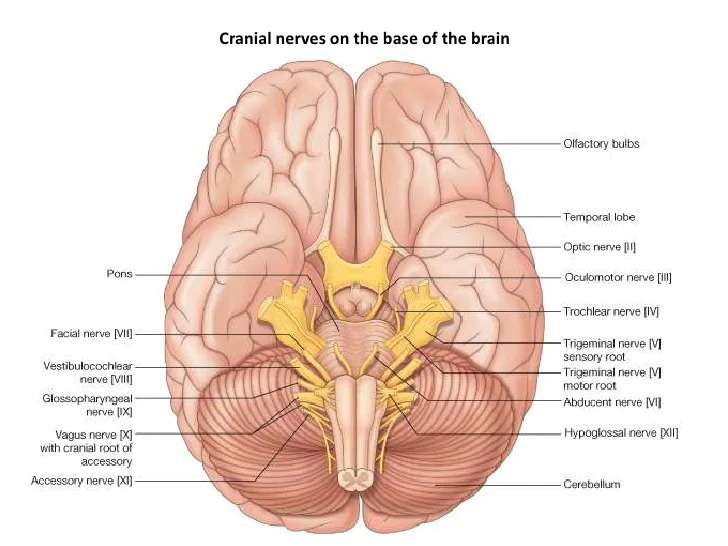 Cranial nerves on the base of the brain
Olfactory bulbs
Temporal lobe
Optic nerve [II]
Pons
Oculomotor nerve [III]
Trochlear nerve [IV]
Facial nerve [VII]
Trigeminal nerve [V]
sensory root
Vestibulocochlear
nerve [VIII]
Trigeminal nerve [V]
motor root
Glossopharyngeal
nerve [IX]
Abducent nerve [VI]
Vagus nerve [X]
with cranial root of
accessory
Hypoglossal nerve [XII]
Accessory nerve [XI]
Cerebellum